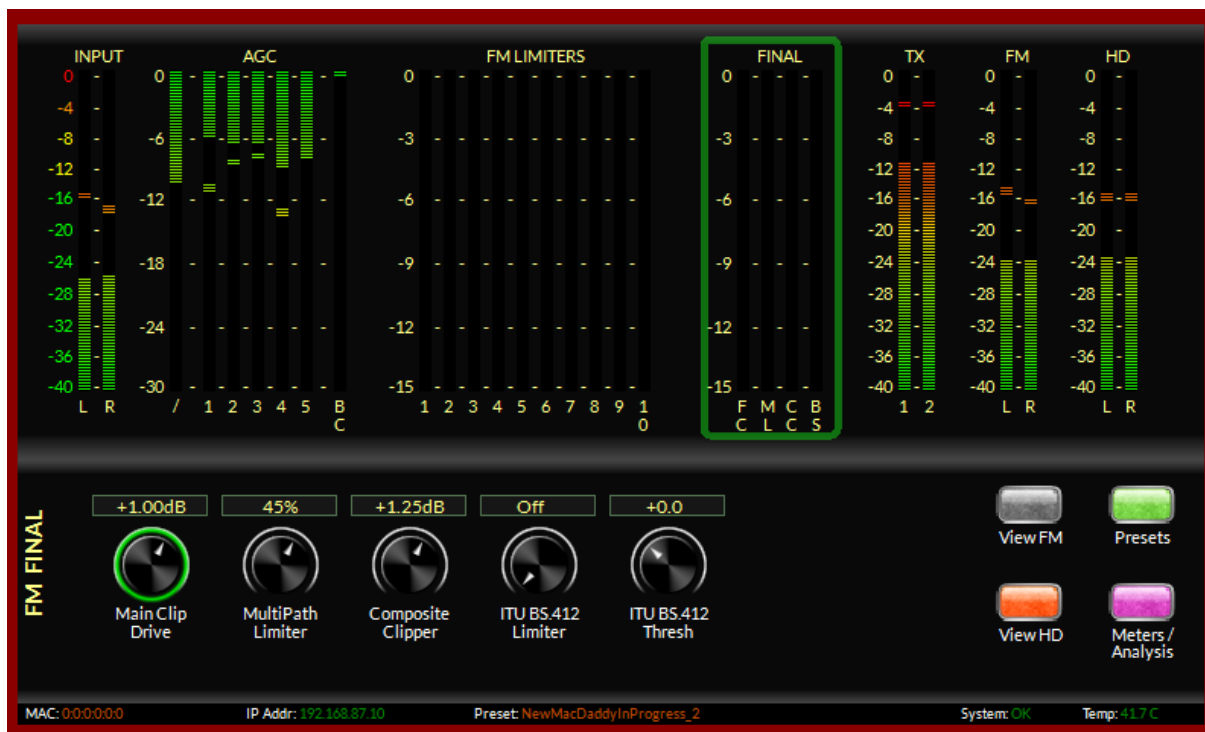 INPUT AGC FM LIMITERS FINAL TX FM HD
0 0 0 0 0 0 0
-4 -4 -4 -4
-8 -6 -3 -3 -8 -8 -8
-12 -12 -12 -12
-16 -12 -6 -6 -16 -16 -16
-20 -20 -20 -20
-24 -18 -9 -9 -24 -24 -24
-28 -28 -28 -28
-32 -24 -12 -12 -32 -32 -32
-36 -36 -36 -36
-40 -30 -15 -15 -40 -40 -40
L R / 1 2 3 4 5 B 1 2 3 4 5 6 7 8 9 1 F M C B 1 2 L R L R
C 0 C L C S
+1.00dB 45% +1.25dB Off +0.0
FM FINAL
View FM Presets
Main Clip MultiPath Composite ITU BS.412 ITU BS.412
Drive Limiter Clipper Limiter Thresh
View HD Meters /
Analysis
MAC: 0:0:0:0:0:0 IP Addr: 192.168.87.10 Preset: NewMacDaddyInProgress_2 System: OK Temp: 41.7 C